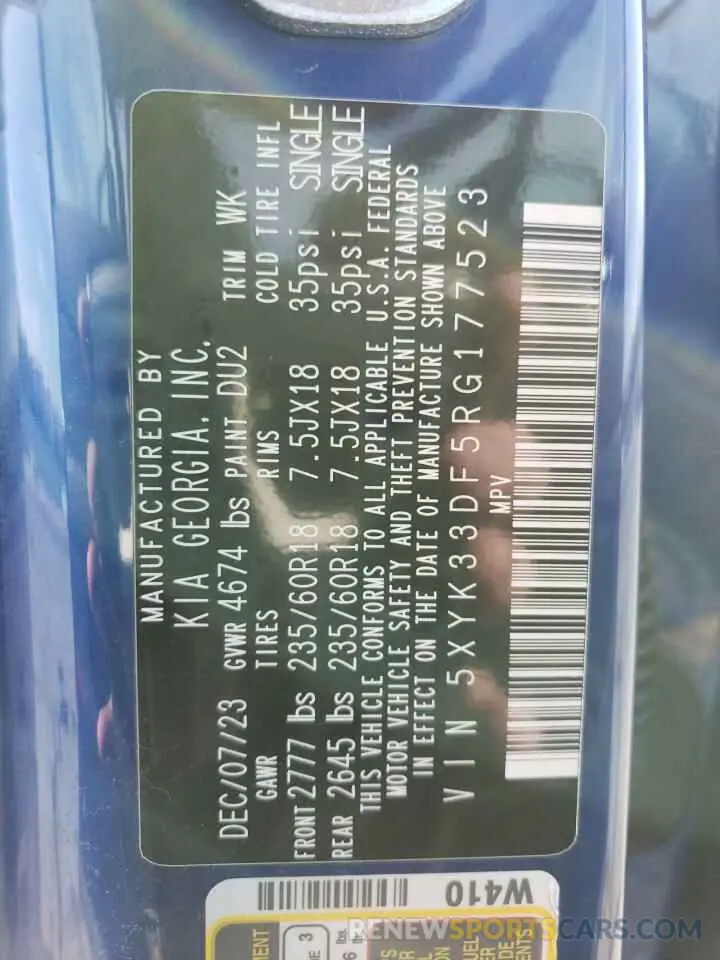 MANUFACTURED BY
KIA GEORGIA, INC.
DEC/07/23 GVWR 4674 lbs PAINT DU2 TRIM WK
GAWR TIRES RIMS COLD TIRE INFL
FRONT 2777 lbs 235/60R18 7.5JX18 35psi SINGLE
REAR 2645 lbs 235/60R18 7.5JX18 35psi SINGLE
THIS VEHICLE CONFORMS TO ALL APPLICABLE U.S.A. FEDERAL
MOTOR VEHICLE SAFETY AND THEFT PREVENTION STANDARDS
IN EFFECT ON THE DATE OF MANUFACTURE SHOWN ABOVE
VIN 5XYK33DF5RG177523
MPV
W410
RENEWSPORTSCARS.COM